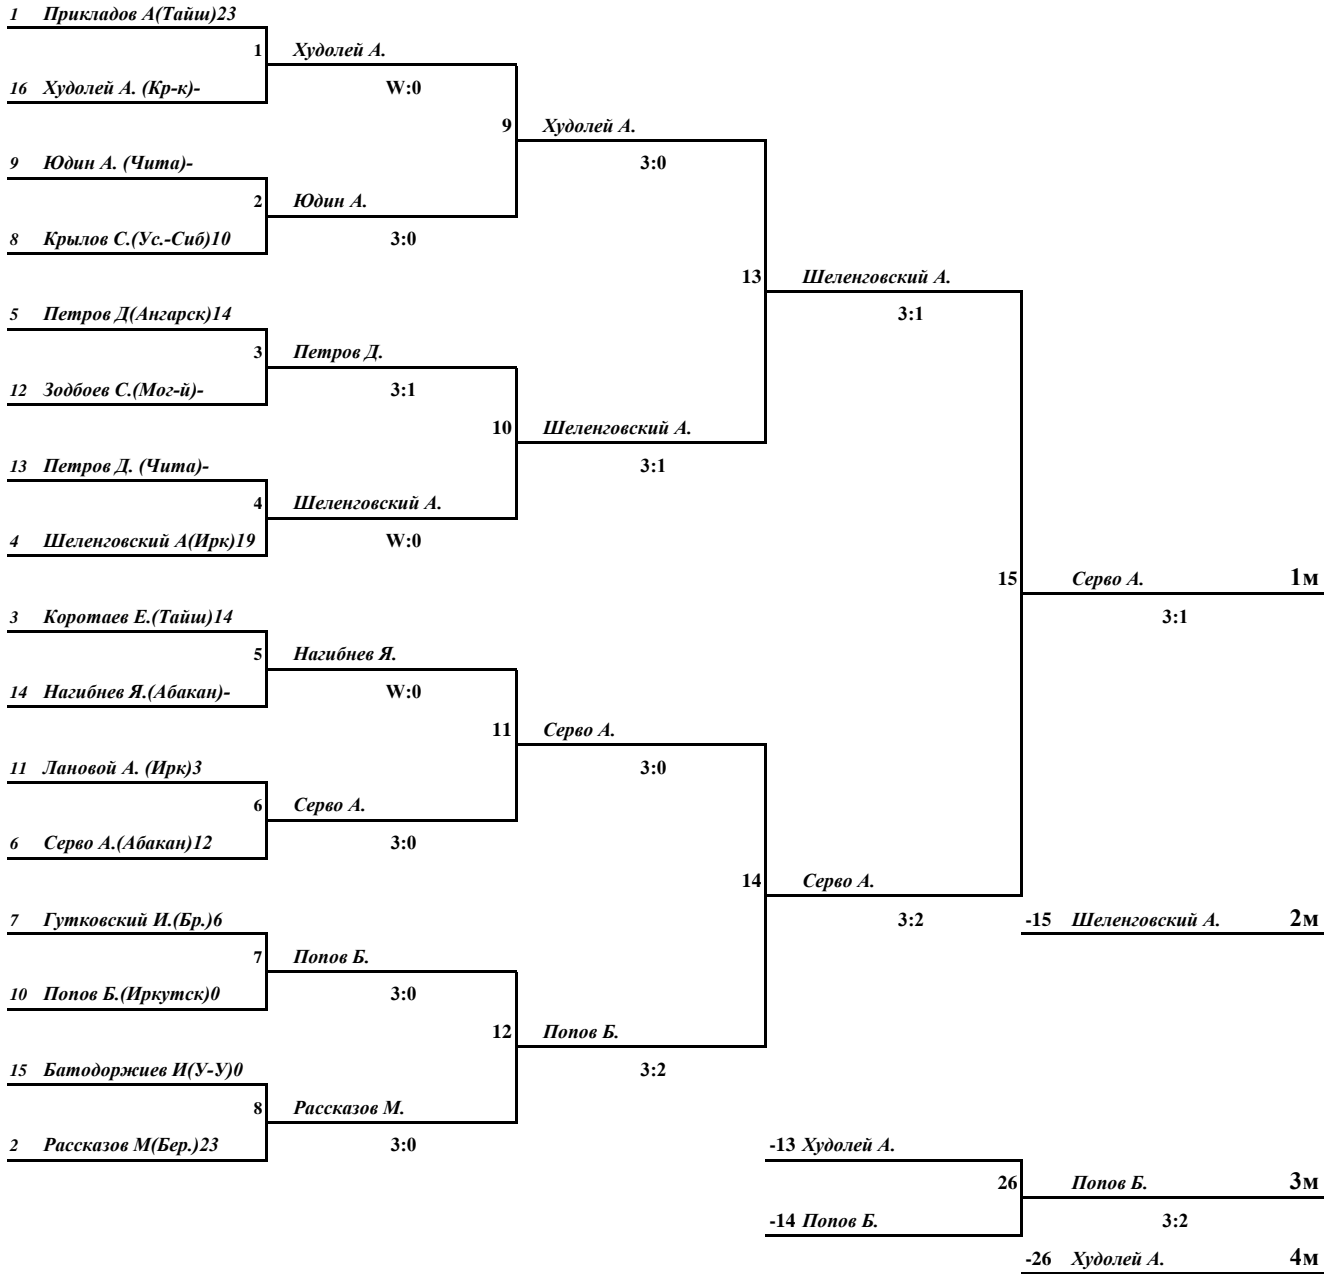 1 Прикладов А(Тайш)23
1 Худолей А.
16 Худолей А. (Кр-к)-
W:0
9 Худолей А.
9 Юдин А. (Чита)-
3:0
2 Юдин А.
8 Крылов С.(Ус.-Сиб)10
3:0
13 Шеленговский А.
5 Петров Д(Ангарск)14
3:1
3 Петров Д.
12 Зодбоев С.(Мог-й)-
3:1
10 Шеленговский А.
13 Петров Д. (Чита)-
3:1
4 Шеленговский А.
4 Шеленговский А(Ирк)19
W:0
15 Серво А. 1м
3 Коротаев Е.(Тайш)14
3:1
5 Нагибнев Я.
14 Нагибнев Я.(Абакан)-
W:0
11 Серво А.
11 Лановой А. (Ирк)3
3:0
6 Серво А.
6 Серво А.(Абакан)12
3:0
14 Серво А.
7 Гутковский И.(Бр.)6
3:2
-15 Шеленговский А. 2м
7 Попов Б.
10 Попов Б.(Иркутск)0
3:0
12 Попов Б.
15 Батодоржиев И(У-У)0
3:2
8 Рассказов М.
2 Рассказов М(Бер.)23
3:0
-13 Худолей А.
26 Попов Б. 3м
-14 Попов Б.
3:2
-26 Худолей А. 4м